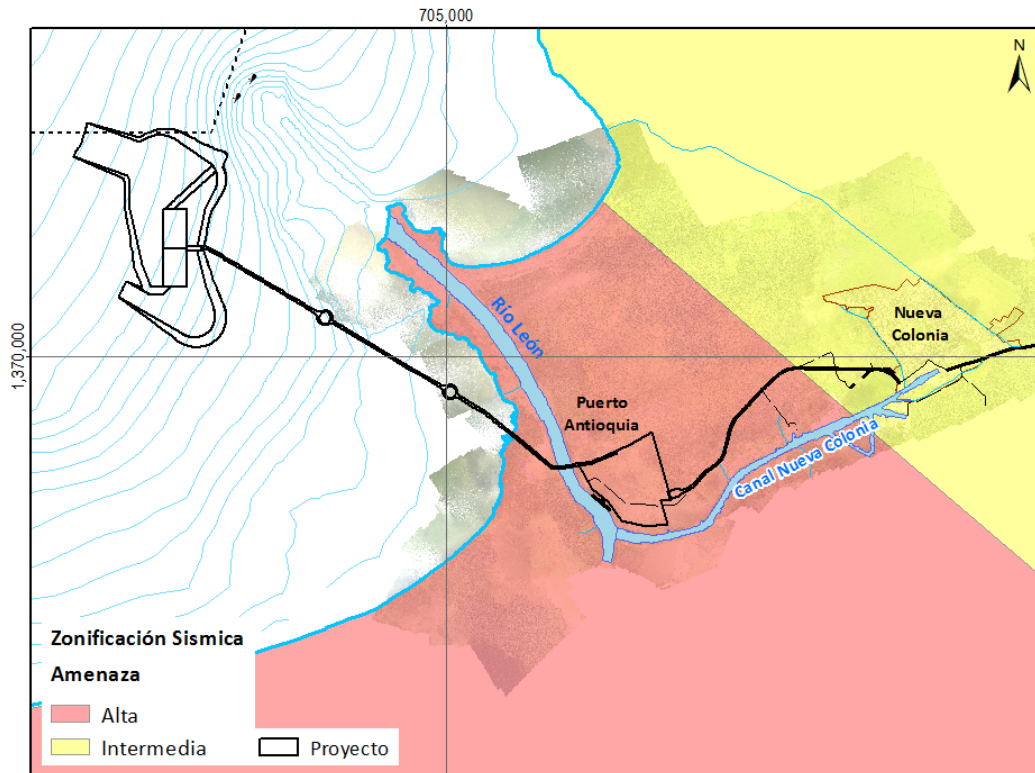 705,000
N
1,370,000
Río León
Nueva
Colonia
Puerto
Antioquia
Canal Nueva Colonia
Zonificación Sismica
Amenaza
Alta
Intermedia
Proyecto